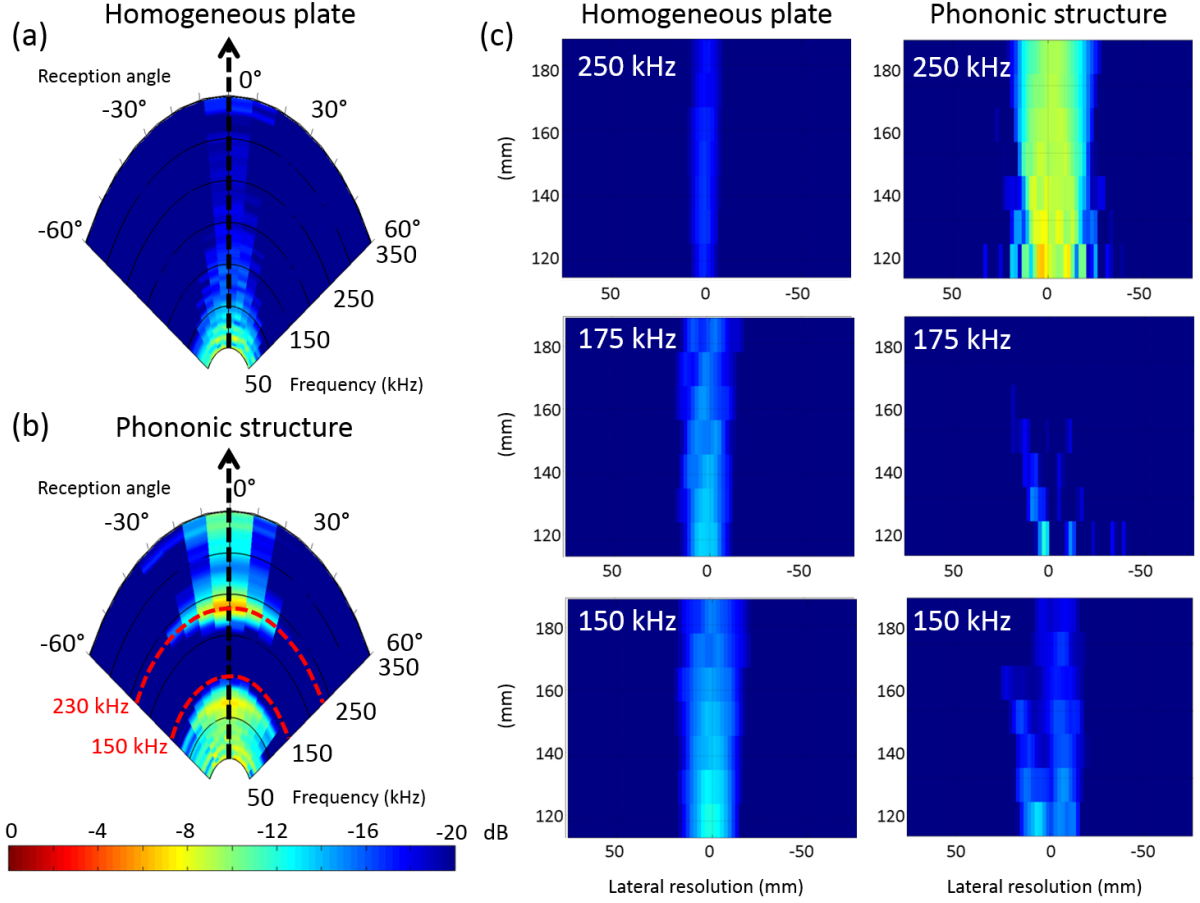 (a)
Homogeneous plate
Reception angle
0°
-30°
30°
-60°
60°
350
250
150
50
Frequency (kHz)
(b)
Phononic structure
Reception angle
0°
-30°
30°
-60°
60°
350
230 kHz
250
150 kHz
150
50
Frequency (kHz)
0 -4 -8 -12 -16 -20 dB
(c)
Homogeneous plate
Phononic structure
250 kHz
180
160
140
120
(mm)
50 0 -50
250 kHz
180
160
140
120
50 0 -50
175 kHz
180
160
140
120
(mm)
50 0 -50
175 kHz
180
160
140
120
50 0 -50
150 kHz
180
160
140
120
(mm)
50 0 -50
Lateral resolution (mm)
150 kHz
180
160
140
120
50 0 -50
Lateral resolution (mm)